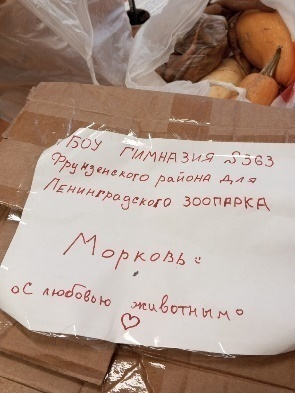 ГБОУ ГИМНАЗИЯ №363
Фрунзенского района для
Ленинградского зоопарка
Морковь:
"С любовью животным"